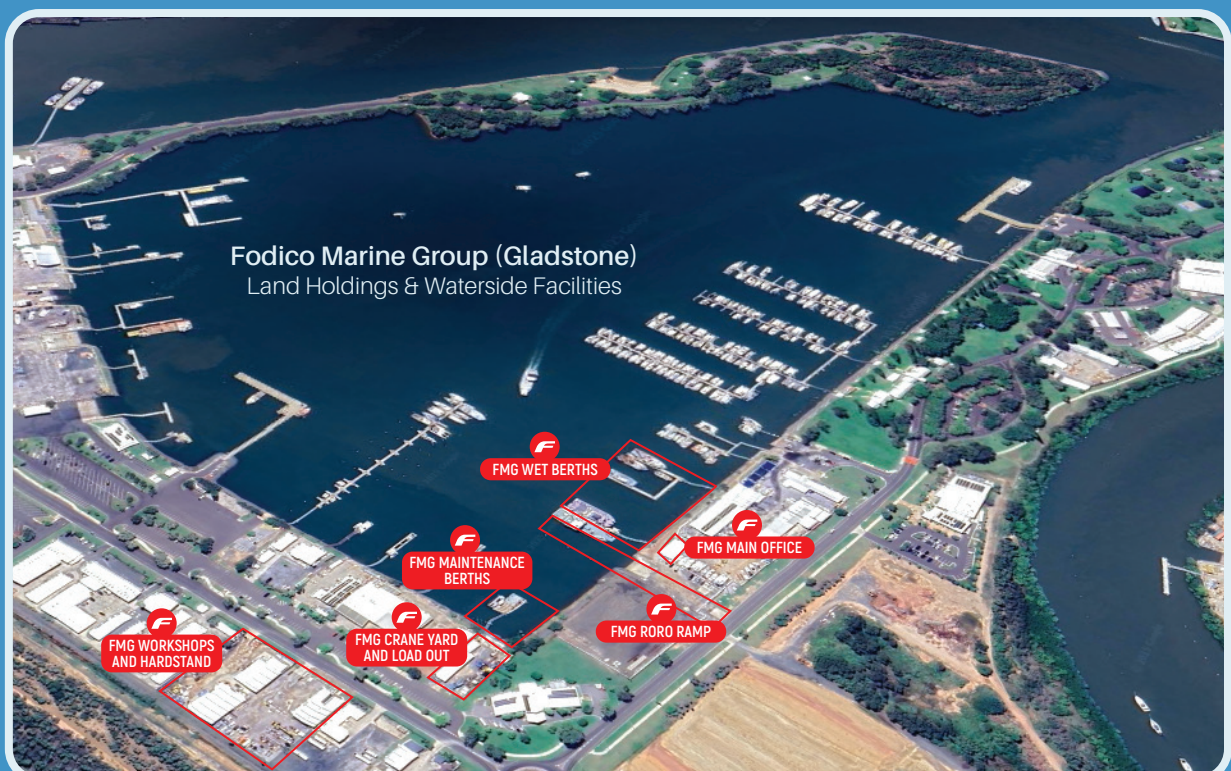 Fodico Marine Group (Gladstone)
Land Holdings & Waterside Facilities
FMG WET BERTHS
FMG MAIN OFFICE
FMG MAINTENANCE
BERTHS
FMG CRANE YARD
AND LOAD OUT
FMG RORO RAMP
FMG WORKSHOPS
AND HARDSTAND